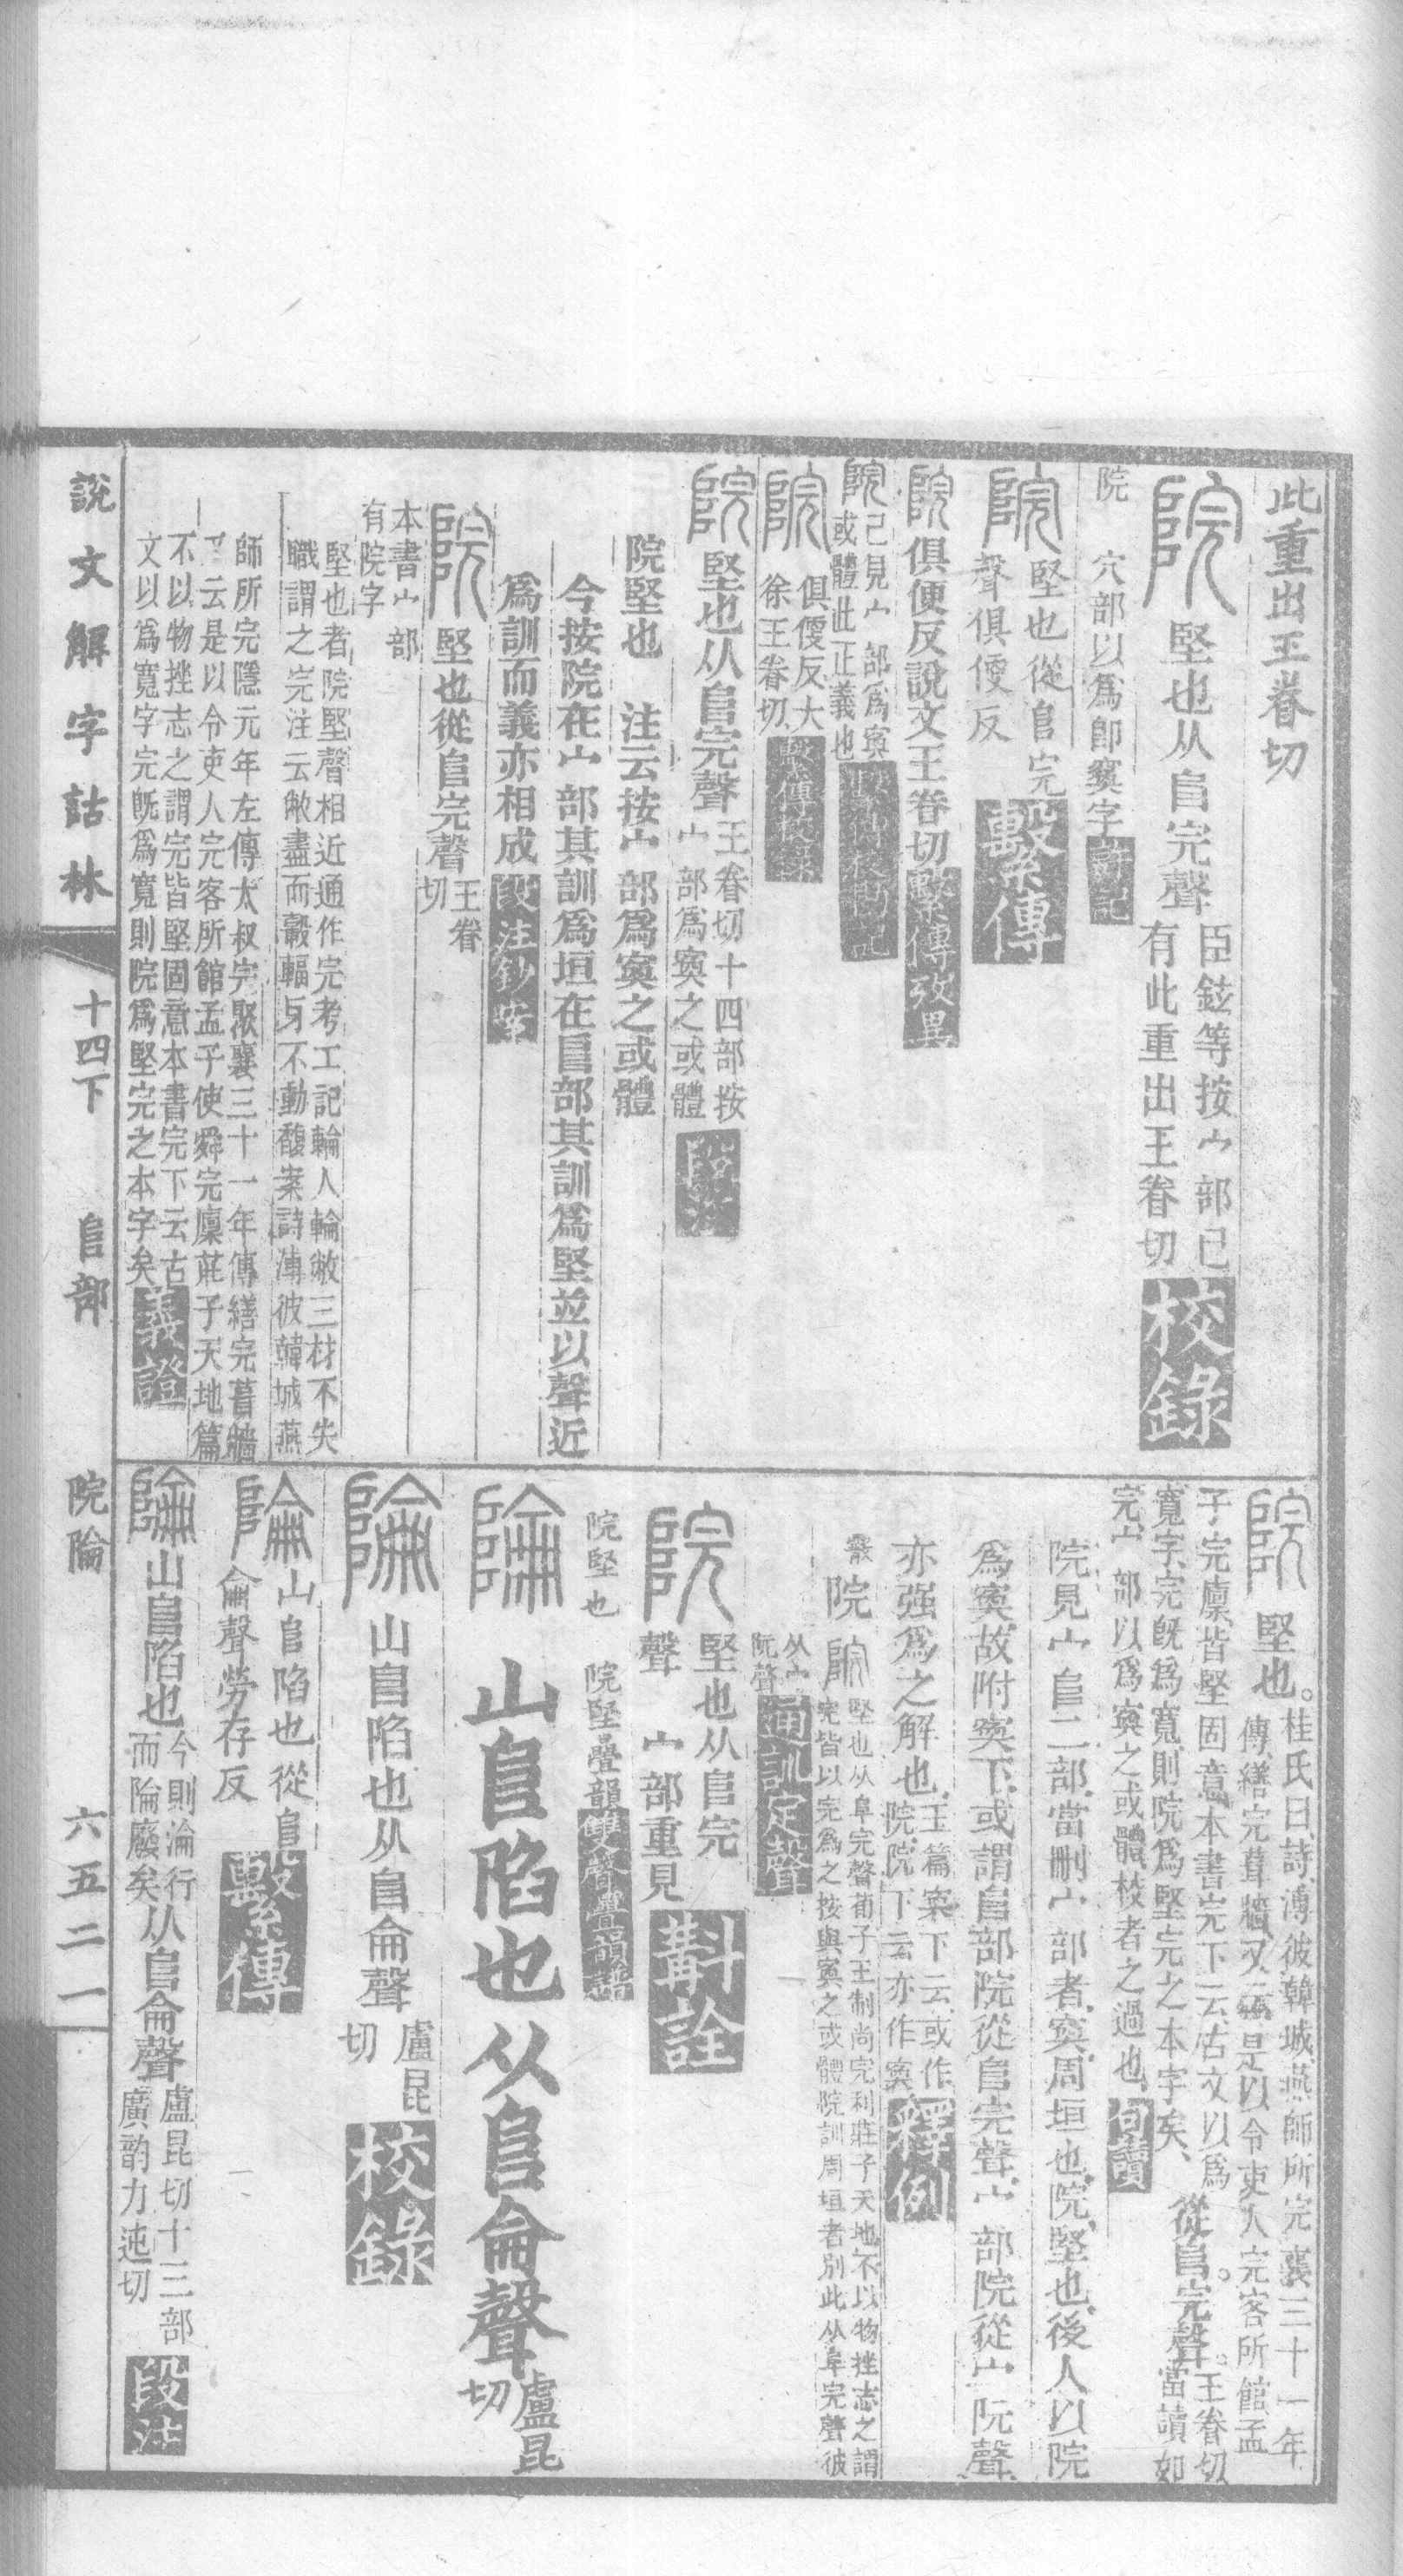 此重出王眷切
院堅也从𨸏完聲臣鉉等按宀部已
有此重出王眷切校錄
院 穴部以爲卽寏字
院堅也從𨸏完
聲俱便反繫傳
院俱便反說文王眷切繫傳攷異
院已見宀部爲寏
或體此正義也
院俱便反大
徐王眷切繫傳校錄
院堅也从𨸏完聲王眷切十四部按
宀部爲寏之或體段注
院堅也 注云按宀部爲寏之或體
今按院在宀部其訓爲垣在𨸏部其訓爲堅並以聲近
爲訓而義亦相成段注鈔案
院堅也從𨸏完聲王眷
切
本書宀部
有院字
堅也者院堅聲相近通作完考工記輪人輪敝三材不失
職謂之完注云敝盡而轂輻牙不動馥案詩溥彼韓城燕
師所完隱元年左傳太叔完聚襄三十一年傳繕完葺牆
又云是以令吏人完客所館孟子使舜完廩莊子天地篇
不以物挫志之謂完皆堅固意本書完下云古
文以爲寬字完旣爲寬則院爲堅完之本字矣義證
院堅也。桂氏曰詩溥彼韓城燕師所完襄三十一年
傳繕完葺牆又云是以令吏人完客所館孟
子完廩皆堅固意本書完下云古文以爲
寬字完旣爲寬則院爲堅完之本字矣、從𨸏。完聲。王眷切
當讀如
完宀部以爲寏之或體校者之過也句讀
院見宀𨸏二部當刪宀部者寏周垣也院堅也後人以院
爲寏故附寏下或謂𨸏部院從𨸏完聲宀部院從宀阮聲
亦强爲之解也玉篇寏下云或作
院院下云亦作寏釋例
院堅也从阜完聲荀子王制尚完利莊子天地不以物挫志之謂
完皆以完爲之按與寏之或體院訓周垣者別此从阜完聲彼
从宀
阮聲通訓定聲
院堅也从𨸏完
聲 宀部重見斠詮
院堅也 院堅疊韻雙聲疊韻譜
陯山𨸏陷也从𨸏侖聲盧昆
切
陯山𨸏陷也从𨸏侖聲盧昆
切校錄
陯山𨸏陷也從𨸏
侖聲勞存反繫傳
陯山𨸏陷也今則淪行
而陯廢矣从𨸏侖聲盧昆切十三部
廣韵力迍切段注
說文解字詁林 十四下 𨸏部 院陯 六五二一